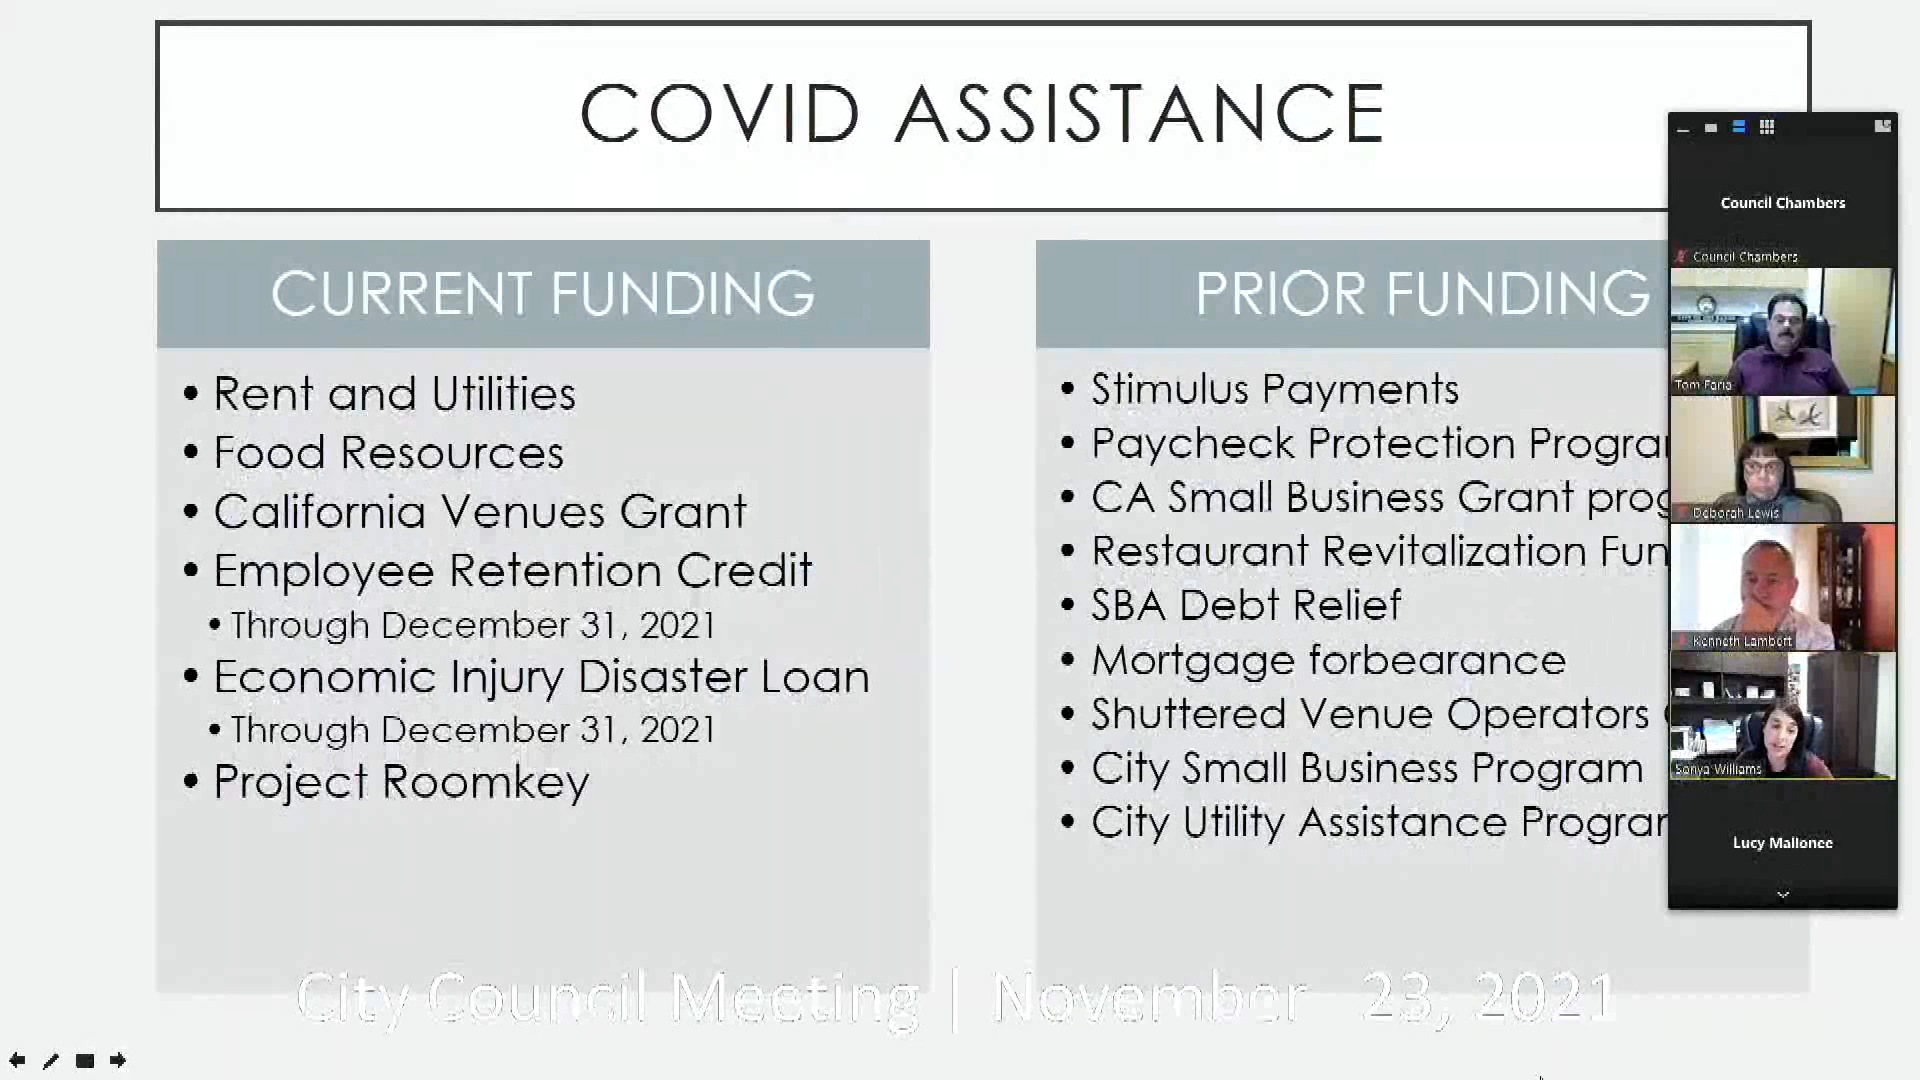 COVID ASSISTANCE
CURRENT FUNDING
• Rent and Utilities
• Food Resources
• California Venues Grant
• Employee Retention Credit
• Through December 31, 2021
• Economic Injury Disaster Loan
• Through December 31, 2021
• Project Roomkey
PRIOR FUNDING
• Stimulus Payments
• Paycheck Protection Progra
• CA Small Business Grant prog
• Restaurant Revitalization Fun
• SBA Debt Relief
• Mortgage forbearance
• Shuttered Venue Operators
• City Small Business Program
• City Utility Assistance Progra
Council Chambers
Council Chambers
Tom Faria
Deborah Lewis
Kenneth Lambert
Sonya Williams
Lucy Mallonee
City Council Meeting | November 23, 2021